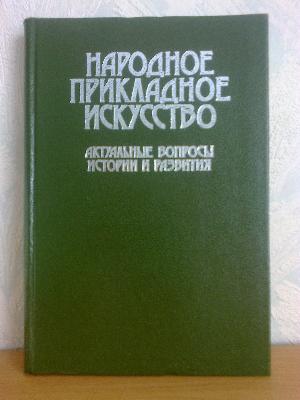 НАРОДНОЕ
ПРИКЛАДНОЕ
ИСКУССТВО
АКТУАЛЬНЫЕ ВОПРОСЫ
ИСТОРИИ И РАЗВИТИЯ